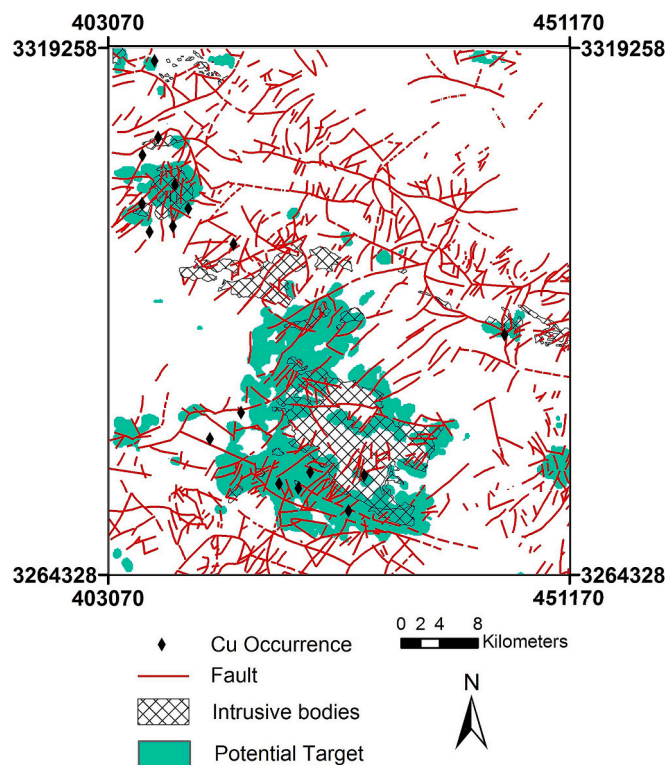 403070 451170
3319258 3319258
3264328 3264328
403070 451170
0 2 4 8
Kilometers
Cu Occurrence
Fault
Intrusive bodies
Potential Target
N